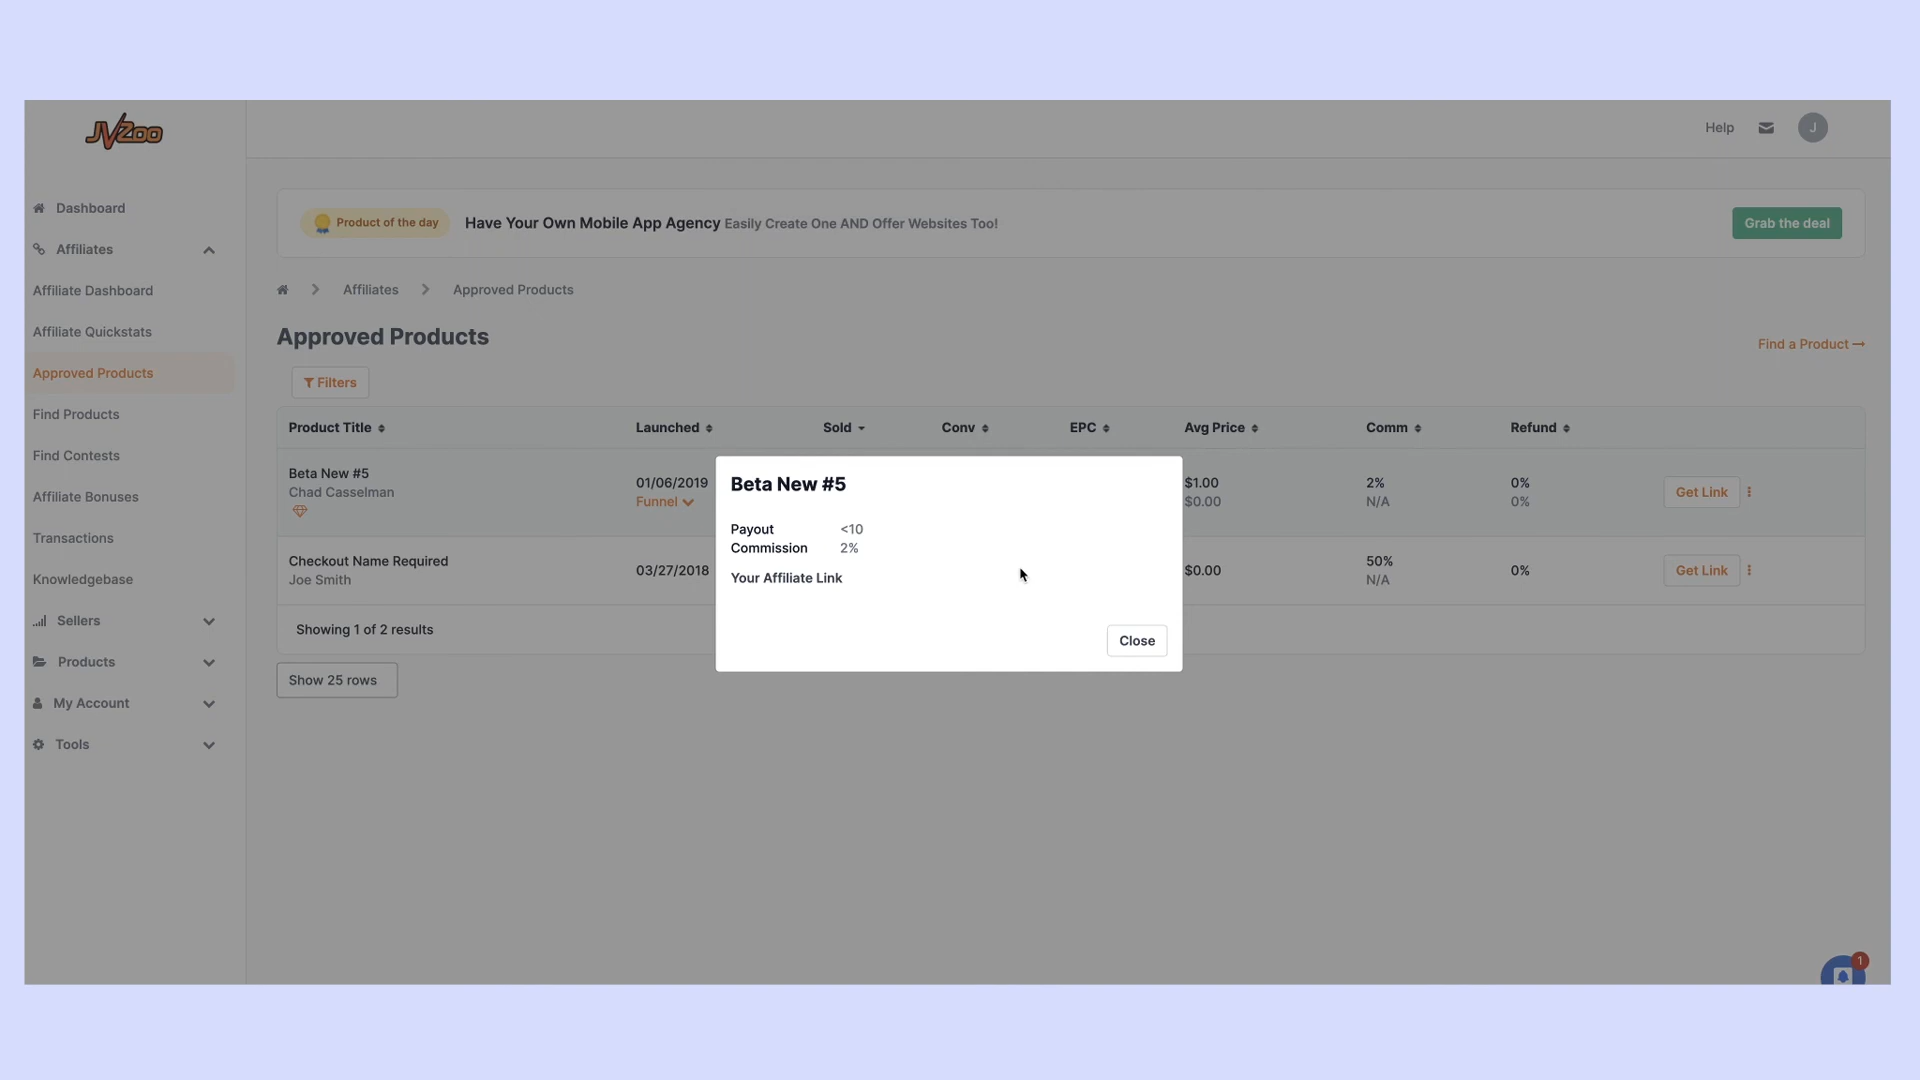 JVZoo
Help
J
Dashboard
Affiliates
Affiliate Dashboard
Affiliate Quickstats
Approved Products
Find Products
Find Contests
Affiliate Bonuses
Transactions
Knowledgebase
Sellers
Products
My Account
Tools
Product of the day Have Your Own Mobile App Agency Easily Create One AND Offer Websites Too! Grab the deal
Affiliates Approved Products
Approved Products
Find a Product
Filters
Product Title Launched Sold Conv EPC Avg Price Comm Refund
Beta New #5
Chad Casselman
01/06/2019 $1.00 2% 0%
Funnel $0.00 N/A 0%
Get Link
Checkout Name Required
Joe Smith
03/27/2018 $0.00 50% 0%
N/A
Get Link
Showing 1 of 2 results
Show 25 rows
Beta New #5
Payout <10
Commission 2%
Your Affiliate Link
Close
1